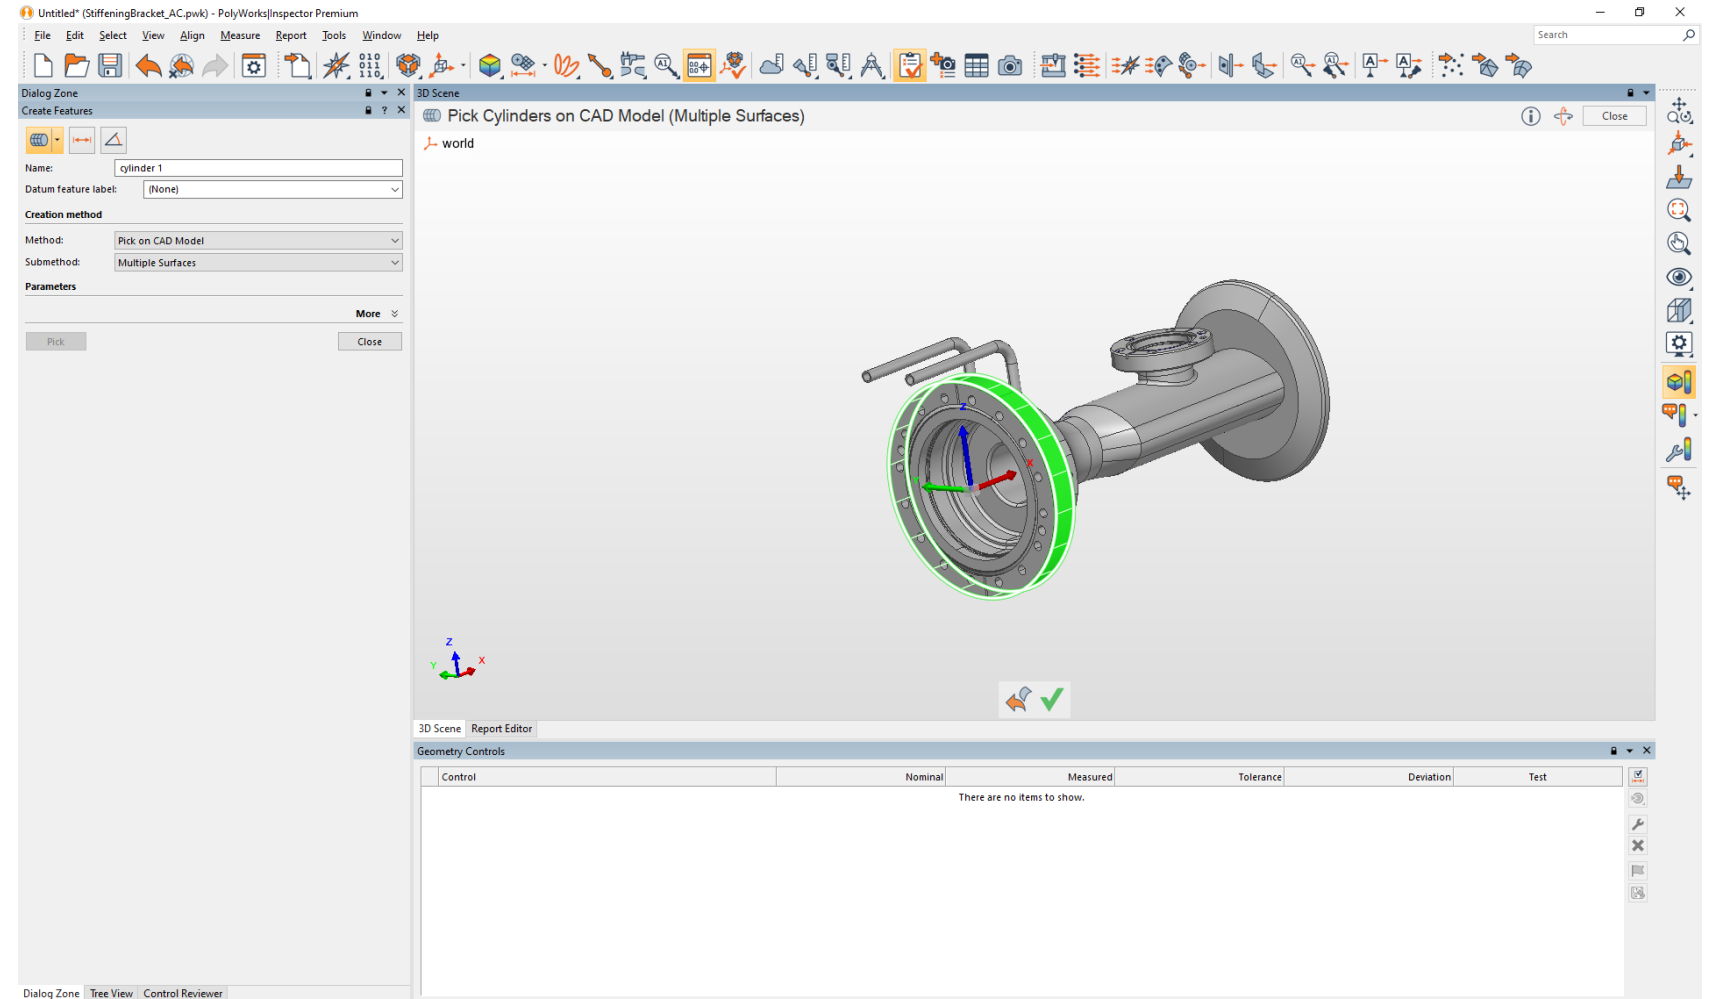 Untitled* (StiffeningBracket_AC.pwk) - PolyWorks|Inspector Premium
File Edit Select View Align Measure Report Tools Window Help
Search
Dialog Zone
3D Scene
Create Features
Pick Cylinders on CAD Model (Multiple Surfaces)
Close
world
Name: cylinder 1
Datum feature label: (None)
Creation method
Method: Pick on CAD Model
Submethod: Multiple Surfaces
Parameters
More
Pick
Close
Z
X
Z
Y
X
3D Scene Report Editor
Geometry Controls
Control Nominal Measured Tolerance Deviation Test
There are no items to show.
Dialog Zone Tree View Control Reviewer